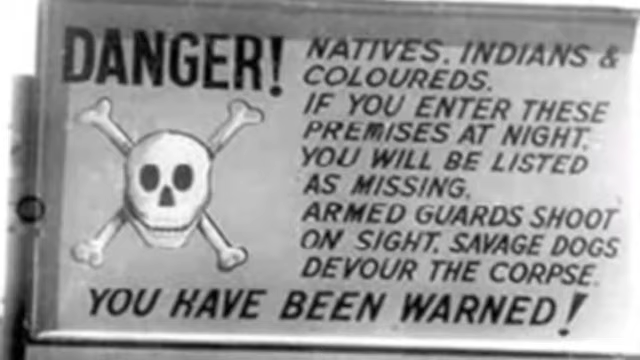 DANGER!
NATIVES. INDIANS &
COLOUREDS.
IF YOU ENTER THESE
PREMISES AT NIGHT.
YOU WILL BE LISTED
AS MISSING.
ARMED GUARDS SHOOT
ON SIGHT. SAVAGE DOGS
DEVOUR THE CORPSE.
YOU HAVE BEEN WARNED!